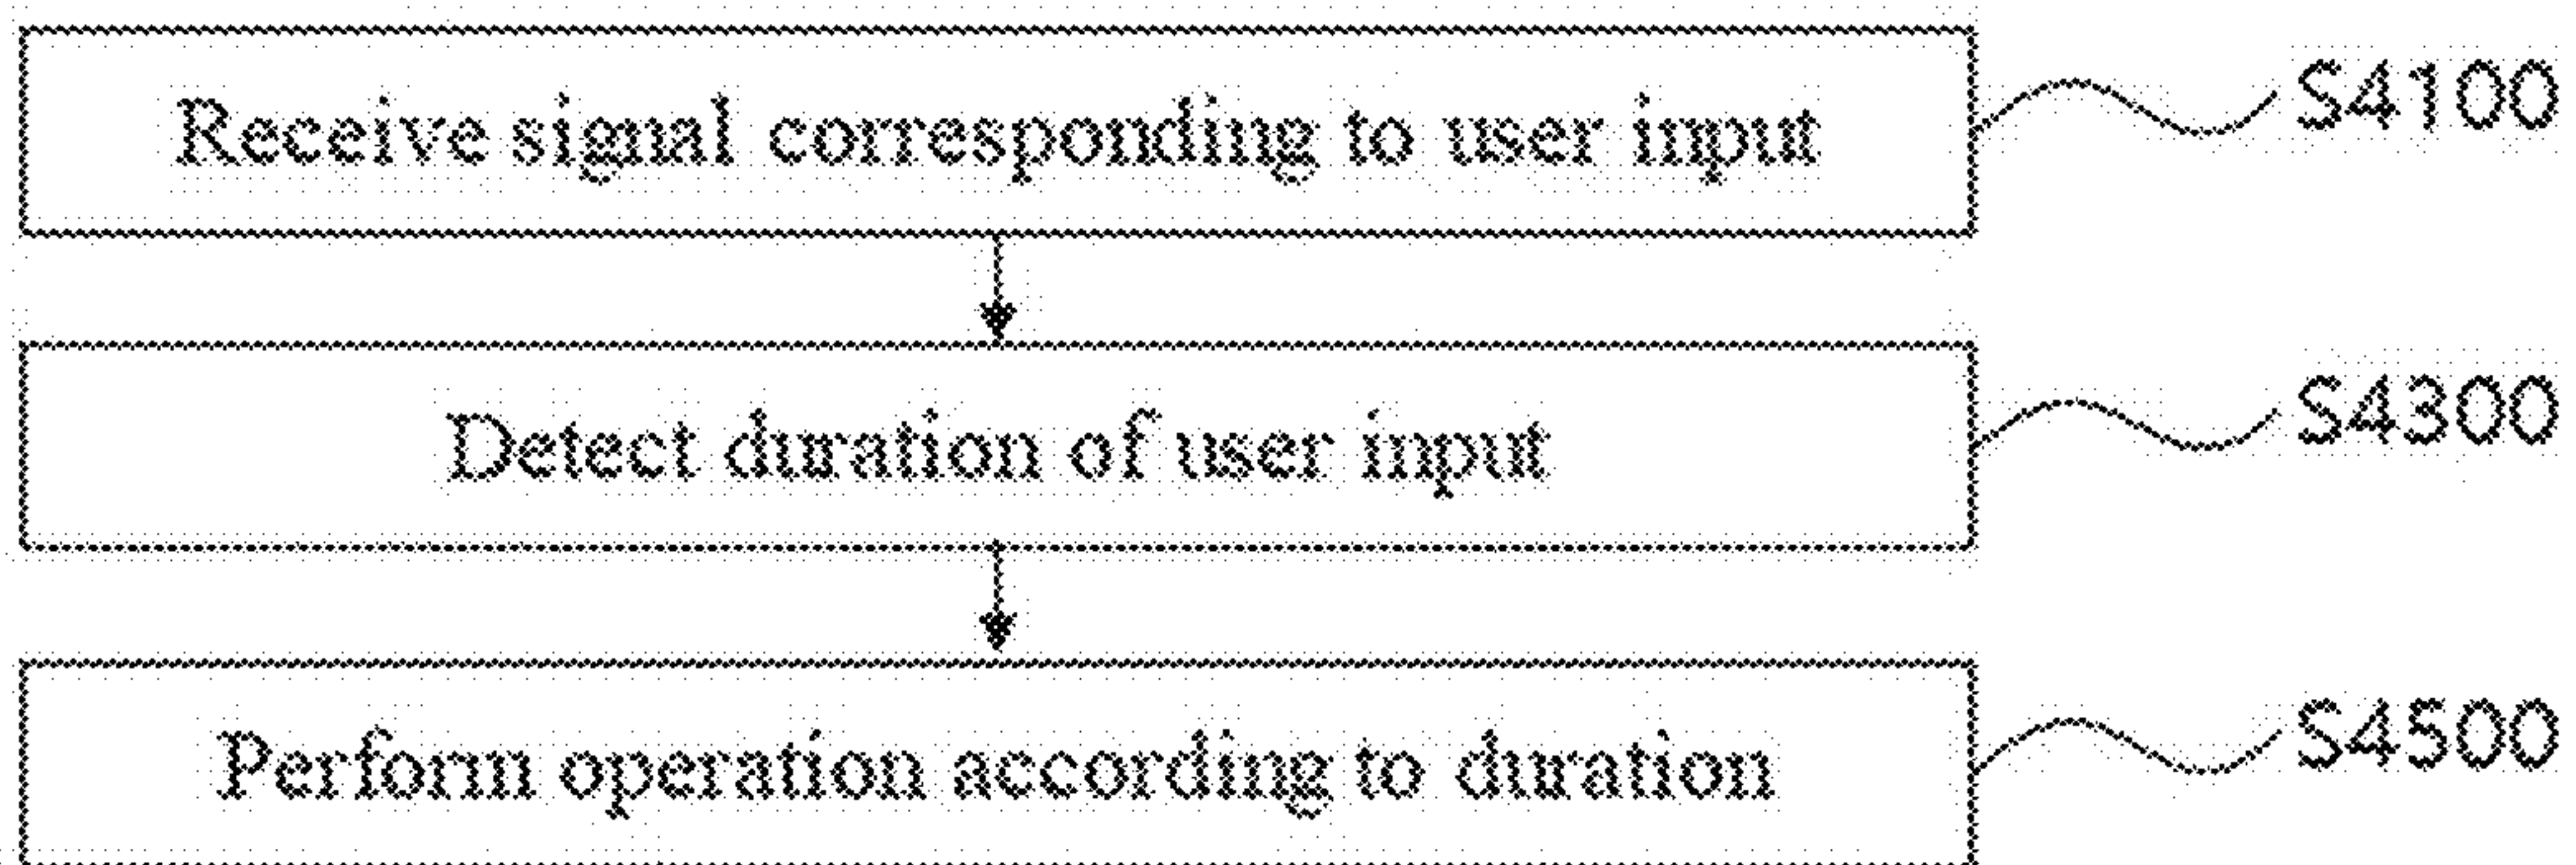 Receive signal corresponding to user input
S4100
Detect duration of user input
S4300
Perform operation according to duration
S4500